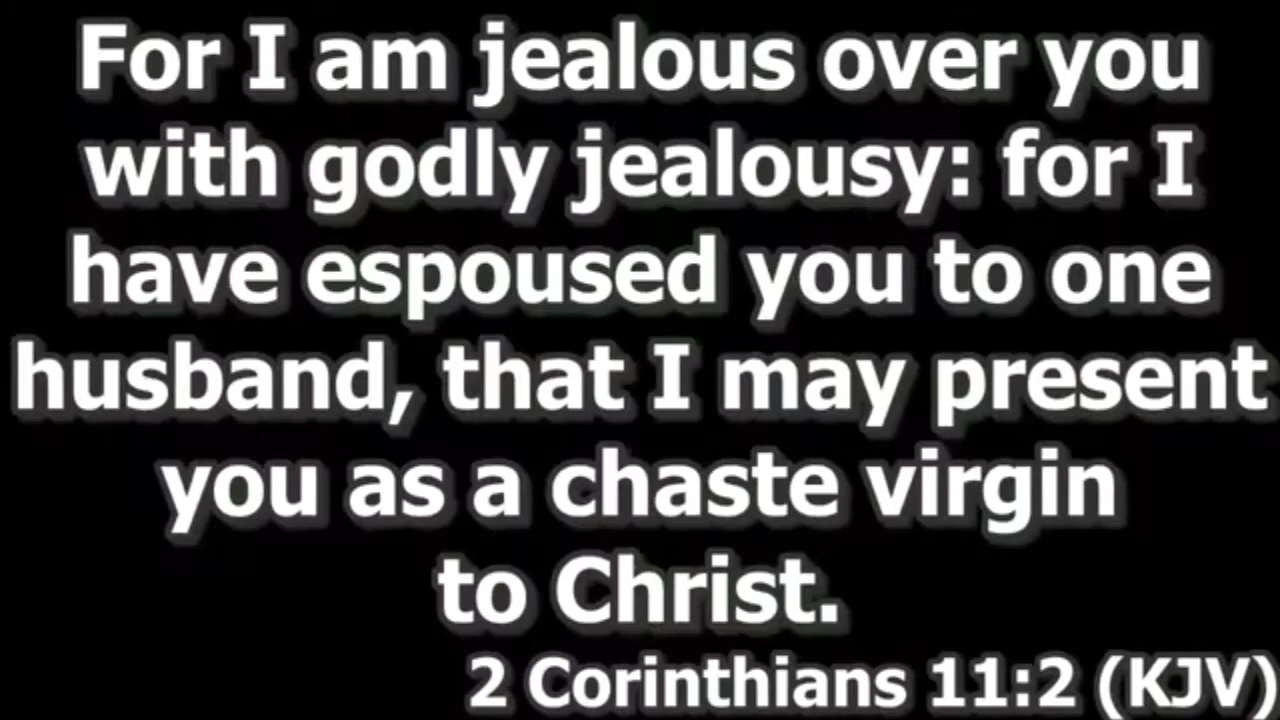 For I am jealous over you
with godly jealousy: for I
have espoused you to one
husband, that I may present
you as a chaste virgin
to Christ.
2 Corinthians 11:2 (KJV)